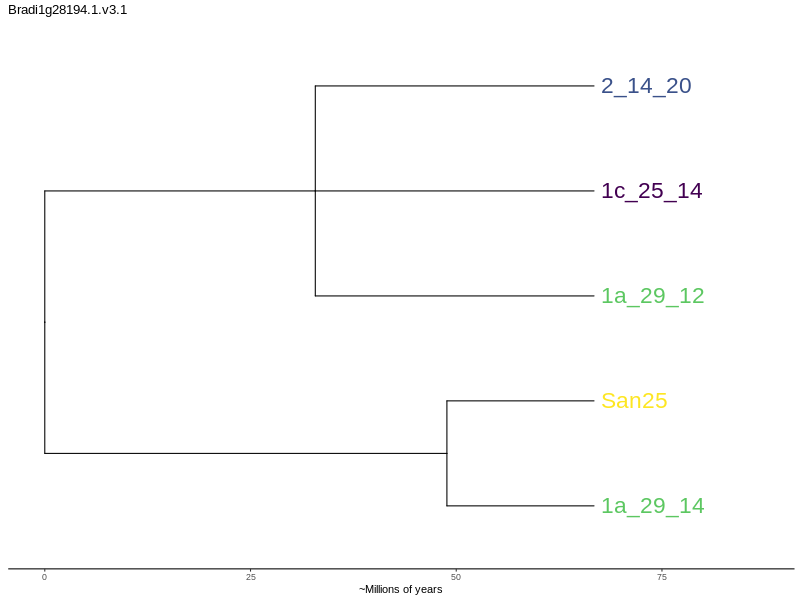 Bradi1g28194.1.v3.1
2_14_20
1c_25_14
1a_29_12
San25
1a_29_14
0 25 50 75
~Millions of years